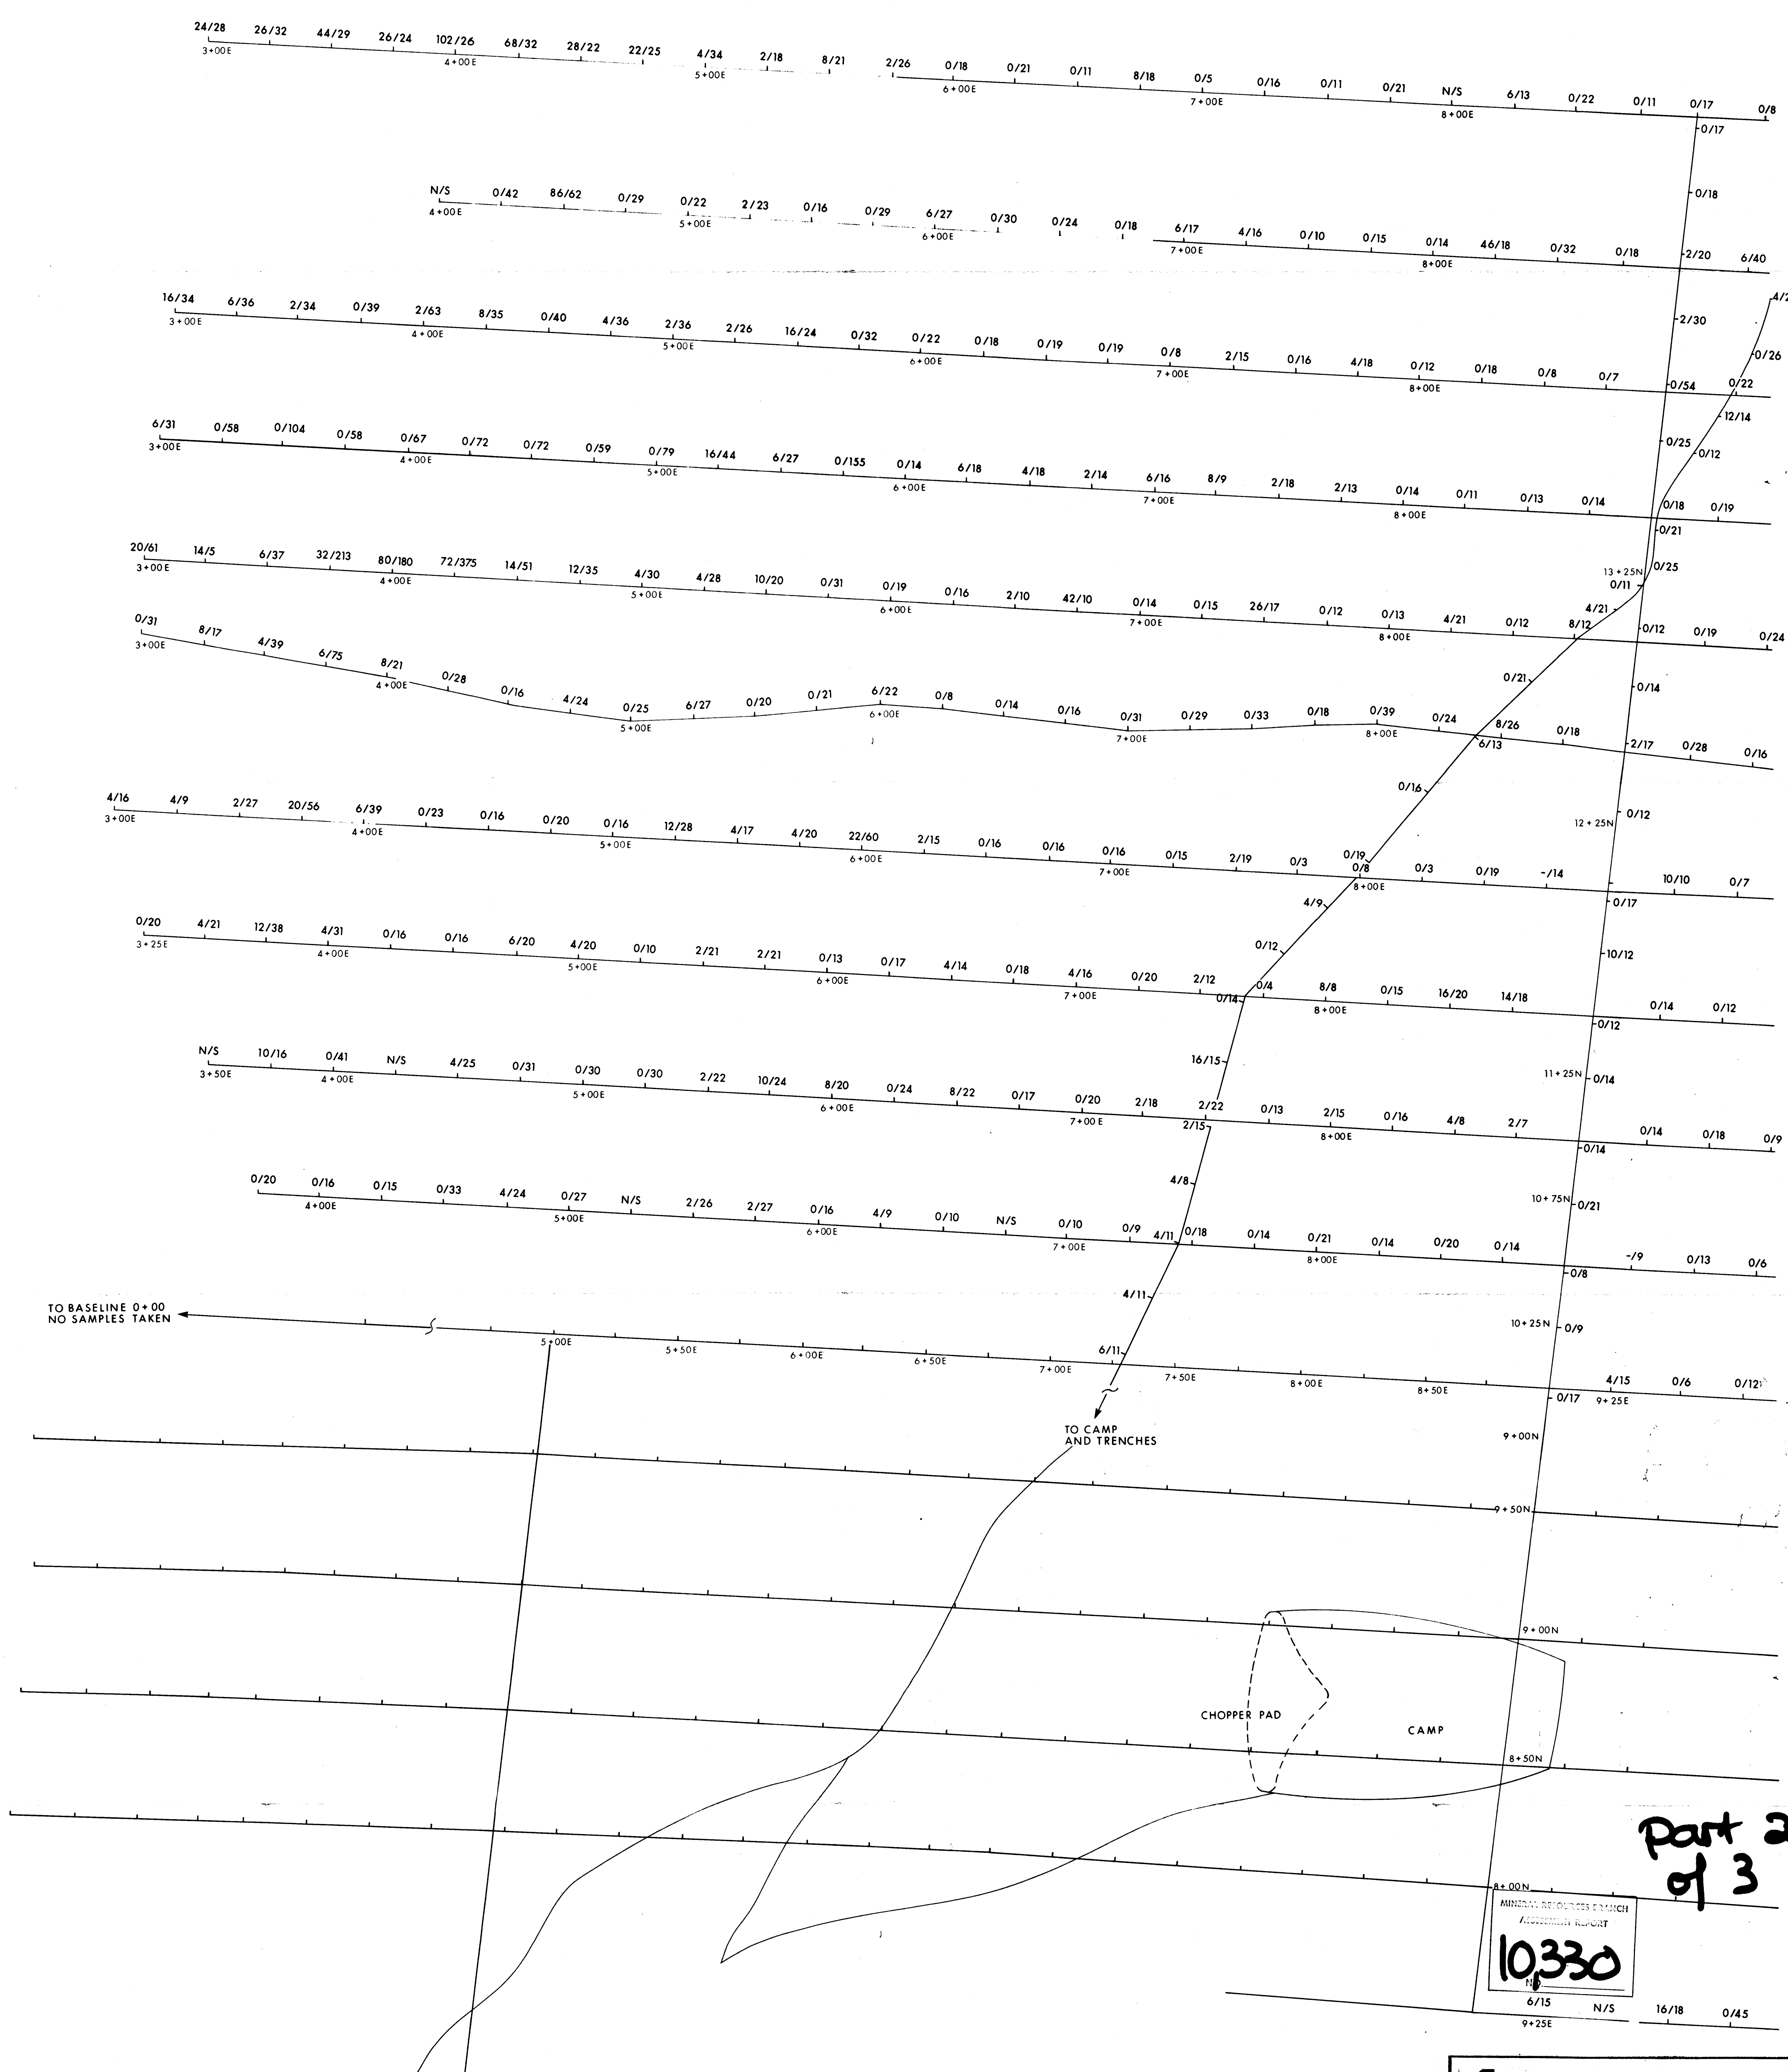 24/28 26/32 44/29 26/24 102/26 68/32 28/22 22/25 4/34 2/18 8/21 2/26 0/18 0/21 0/11 8/18 0/5 0/16 0/11 0/21 N/S 6/13 0/22 0/11 0/17 0/8
3+00E 4+00E 5+00E 6+00E 7+00E 8+00E
0/17
0/18
N/S 0/42 86/62 0/29 0/22 2/23 0/16 0/29 6/27 0/30 0/24 0/18 6/17 4/16 0/10 0/15 0/14 46/18 0/32 0/18 2/20 6/40
4+00E 5+00E 6+00E 7+00E 8+00E
2/30
0/26
16/34 6/36 2/34 0/39 2/63 8/35 0/40 4/36 2/36 2/26 16/24 0/32 0/22 0/18 0/19 0/19 0/8 2/15 0/16 4/18 0/12 0/18 0/8 0/7 0/54 0/22
3+00E 4+00E 5+00E 6+00E 7+00E 8+00E
12/14
0/25 0/12
6/31 0/58 0/104 0/58 0/67 0/72 0/72 0/59 0/79 16/44 6/27 0/155 0/14 6/18 4/18 2/14 6/16 8/9 2/18 2/13 0/14 0/11 0/13 0/14 0/18 0/19
3+00E 4+00E 5+00E 6+00E 7+00E 8+00E
0/21
13+25N 0/25
0/11
4/21
20/61 14/5 6/37 32/213 80/180 72/375 14/51 12/35 4/30 4/28 10/20 0/31 0/19 0/16 2/10 42/10 0/14 0/15 26/17 0/12 0/13 4/21 0/12 8/12 0/12 0/19 0/24
3+00E 4+00E 5+00E 6+00E 7+00E 8+00E
0/21 0/14
0/31 8/17 4/39 6/75 8/21 0/28 0/16 4/24 0/25 6/27 0/20 0/21 6/22 0/8 0/14 0/16 0/31 0/29 0/33 0/18 0/39 0/24 8/26 0/18 2/17 0/28 0/16
3+00E 4+00E 5+00E 6+00E 7+00E 8+00E
6/13
0/16
12+25N 0/12
0/19
4/16 4/9 2/27 20/56 6/39 0/23 0/16 0/20 0/16 12/28 4/17 4/20 22/60 2/15 0/16 0/16 0/16 0/15 2/19 0/3 0/8 0/3 0/19 -/14 10/10 0/7
3+00E 4+00E 5+00E 6+00E 7+00E 8+00E
4/9 0/17
0/12 10/12
0/20 4/21 12/38 4/31 0/16 0/16 6/20 4/20 0/10 2/21 2/21 0/13 0/17 4/14 0/18 4/16 0/20 2/12 0/4 8/8 0/15 16/20 14/18 0/14 0/12
3+25E 4+00E 5+00E 6+00E 7+00E 8+00E
0/14 0/12
16/15
11+25N 0/14
N/S 10/16 0/41 N/S 4/25 0/31 0/30 0/30 2/22 10/24 8/20 0/24 8/22 0/17 0/20 2/18 2/22 0/13 2/15 0/16 4/8 2/7 0/14 0/18 0/9
3+50E 4+00E 5+00E 6+00E 7+00E 8+00E
2/15 0/14
4/8
10+75N 0/21
0/20 0/16 0/15 0/33 4/24 0/27 N/S 2/26 2/27 0/16 4/9 0/10 N/S 0/10 0/9 4/11 0/18 0/14 0/21 0/14 0/20 0/14 -/9 0/13 0/6
4+00E 5+00E 6+00E 7+00E 8+00E
0/8
4/11
TO BASELINE 0+00
NO SAMPLES TAKEN
10+25N 0/9
6/11
5+00E 5+50E 6+00E 6+50E 7+00E 7+50E 8+00E 8+50E
4/15 0/6 0/12
0/17 9+25E
TO CAMP
AND TRENCHES
9+00N
9+50N
9+00N
CHOPPER PAD
CAMP
8+50N
Part 2
of 3
8+00N
MINERAL RESOURCES BRANCH
ASSESSMENT REPORT
10,330
NO.
6/15 N/S 16/18 0/45
9+25E